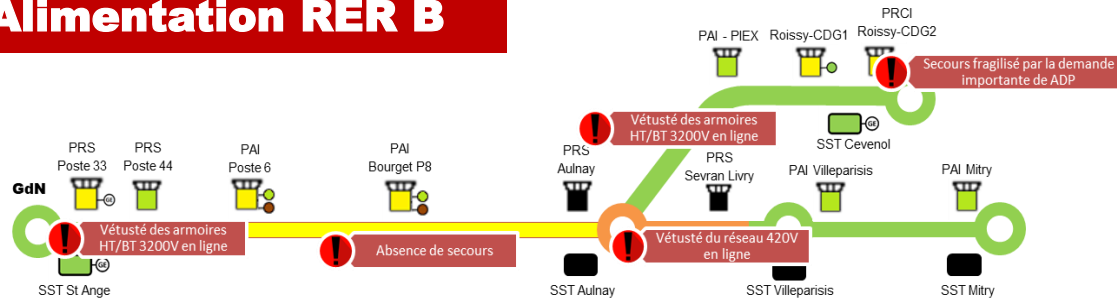 Alimentation RER B
PRCI
PAI - PIEX
Roissy-CDG1
Roissy-CDG2
Secours fragilisé par la demande
importante de ADP
Vétusté des armoires
HT/BT 3200V en ligne
GE
SST Cevenol
PRS
Poste 33
PRS
Poste 44
PAI
Poste 6
PAI
Bourget P8
PRS
Aulnay
PRS
Sevran Livry
PAI Villeparisis
PAI Mitry
GdN
GE
Vétusté des armoires
HT/BT 3200V en ligne
Absence de secours
Vétusté du réseau 420V
en ligne
GE
SST St Ange
SST Aulnay
SST Villeparisis
SST Mitry